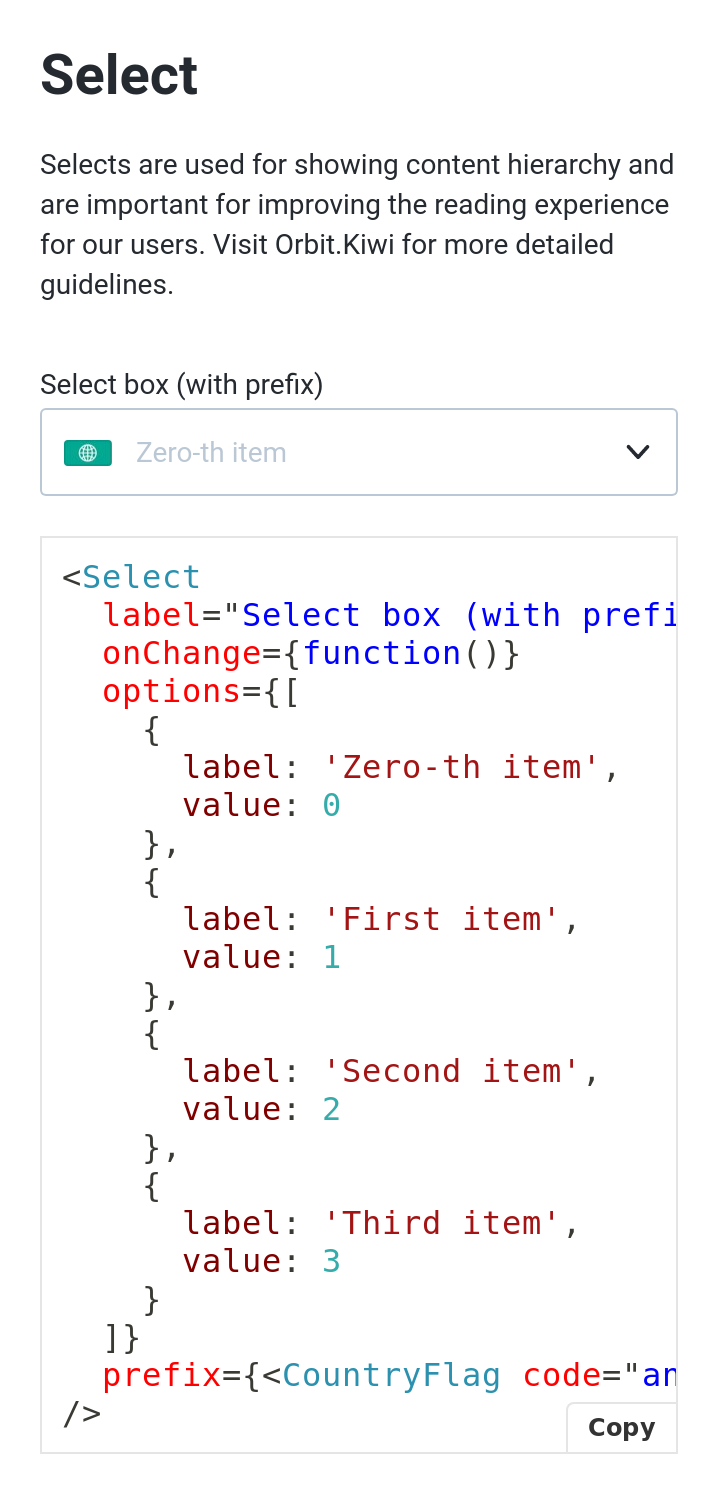 Select
Selects are used for showing content hierarchy and
are important for improving the reading experience
for our users. Visit Orbit.Kiwi for more detailed
guidelines.
Select box (with prefix)
Zero-th item
<Select
  label="Select box (with prefi
  onChange={function()}
  options={[
    {
      label: 'Zero-th item',
      value: 0
    },
    {
      label: 'First item',
      value: 1
    },
    {
      label: 'Second item',
      value: 2
    },
    {
      label: 'Third item',
      value: 3
    }
  ]}
  prefix={<CountryFlag code="an
/>
Copy